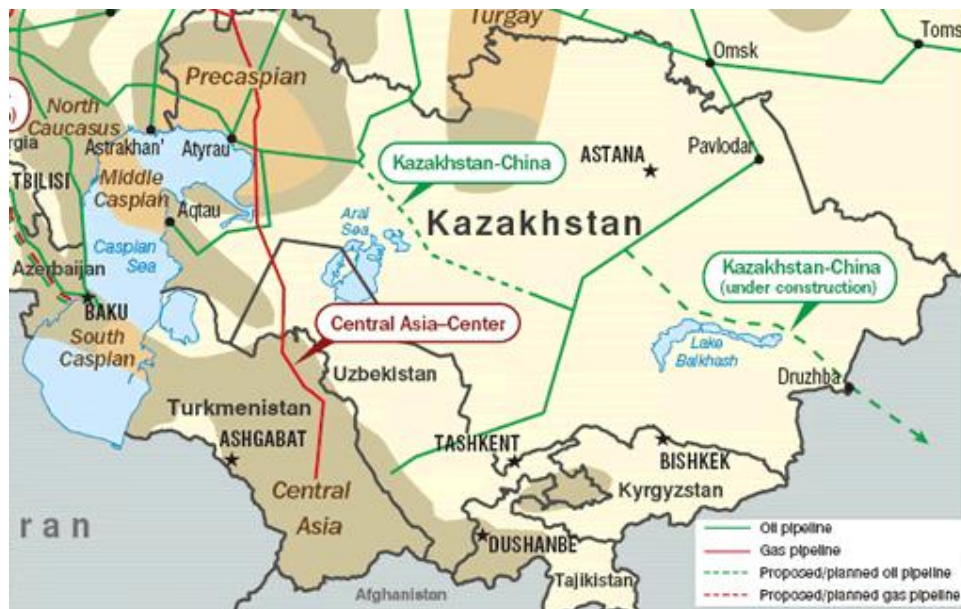 Turgay
Toms
Omsk
Precaspian
North
Caucasus
rgia
Astrakhan'
Atyrau
Kazakhstan-China
ASTANA
Pavlodar
TBILISI
Middle
Caspian
Aqtau
Aral
Sea
Kazakhstan
Caspian
Sea
Azerbaijan
Kazakhstan-China
(under construction)
BAKU
Central Asia–Center
South
Caspian
Lake
Balkhash
Uzbekistan
Druzhba
Turkmenistan
ASHGABAT
TASHKENT
BISHKEK
Central
Asia
Kyrgyzstan
ran
DUSHANBE
Tajikistan
Afghanistan
Oil pipeline
Gas pipeline
Proposed/planned oil pipeline
Proposed/planned gas pipeline